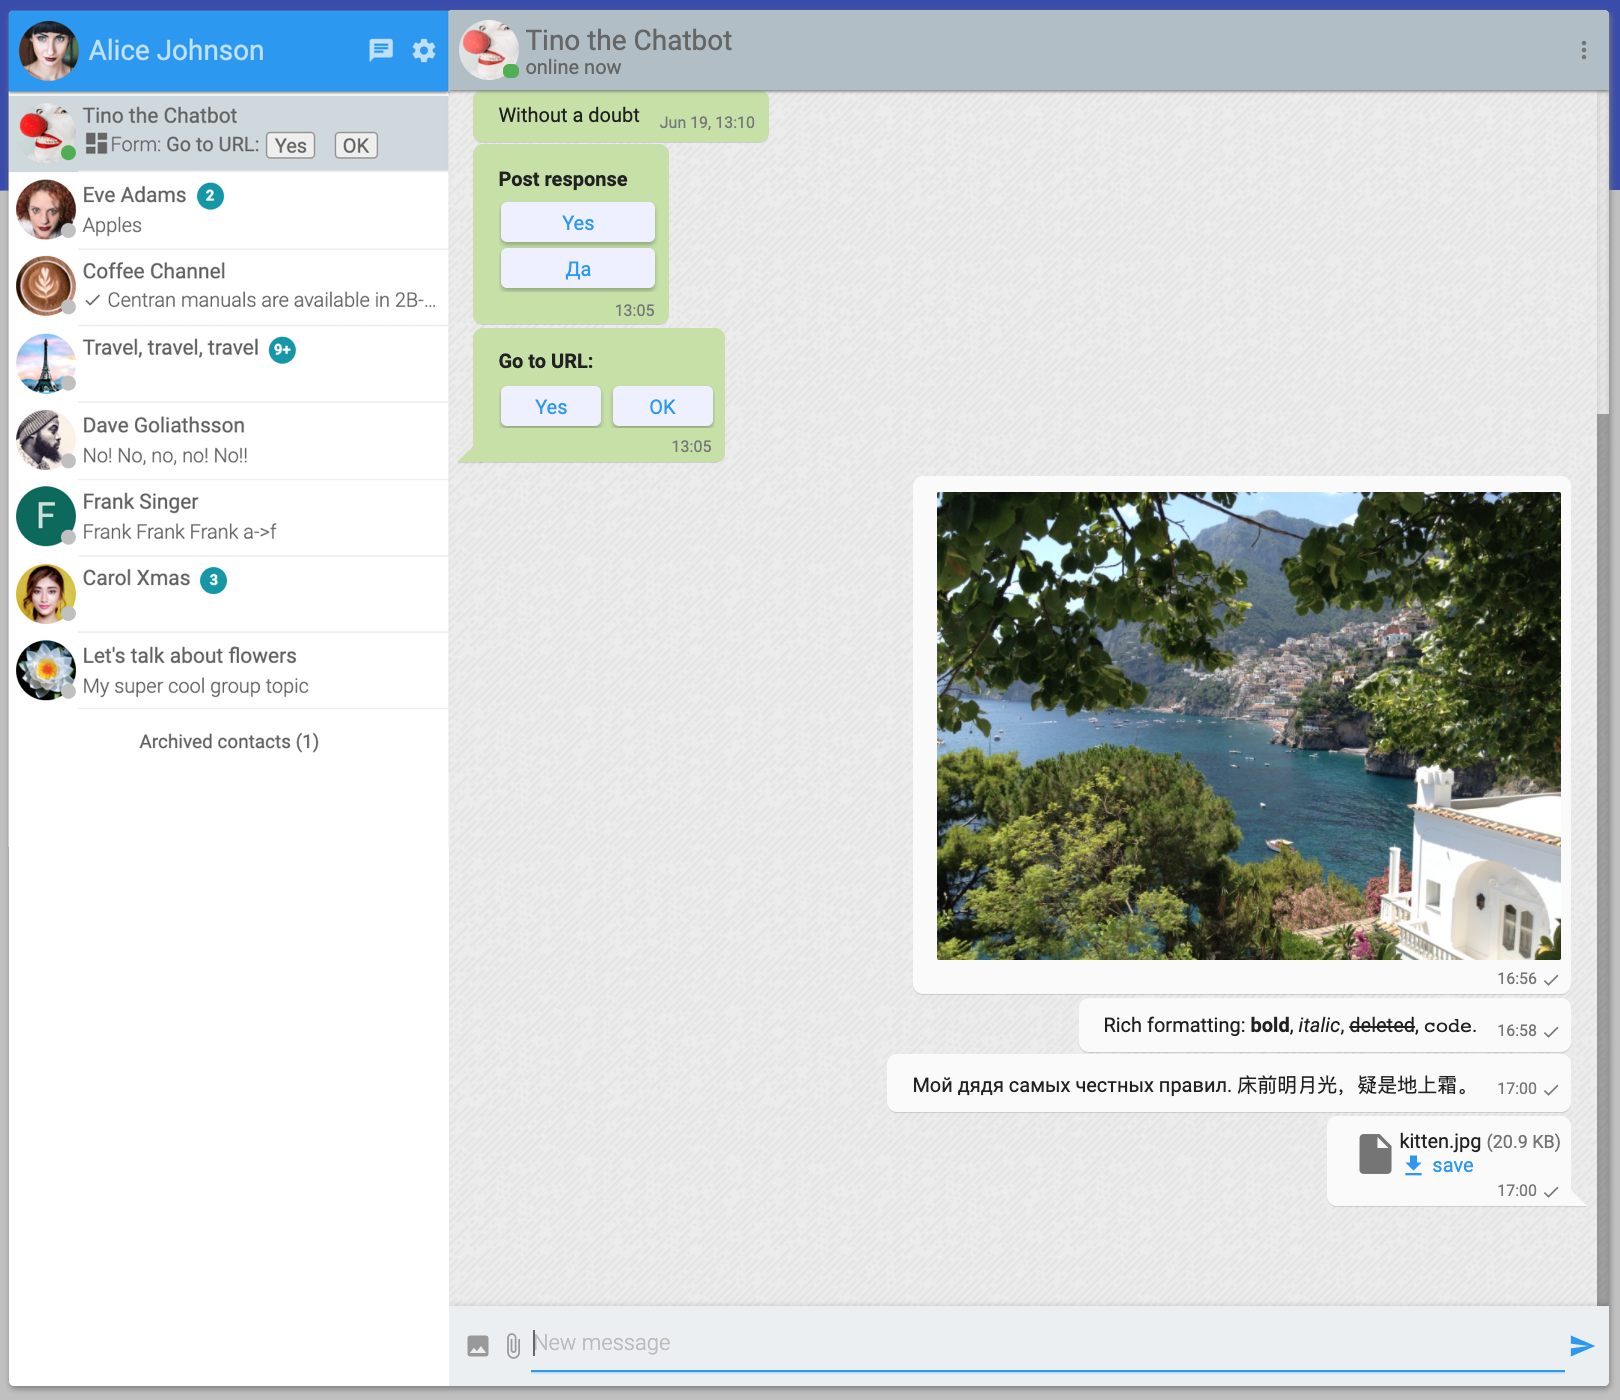 Alice Johnson
Tino the Chatbot
Form: Go to URL: Yes OK
Eve Adams 2
Apples
Coffee Channel
Centran manuals are available in 2B-...
Travel, travel, travel 9+
Dave Goliathsson
No! No, no, no! No!!
F
Frank Singer
Frank Frank Frank a->f
Carol Xmas 3
Let's talk about flowers
My super cool group topic
Archived contacts (1)
Tino the Chatbot
online now
Without a doubt Jun 19, 13:10
Post response
Yes
Да
13:05
Go to URL:
Yes OK
13:05
16:56
Rich formatting: bold, italic, deleted, code. 16:58
Мой дядя самых честных правил. 床前明月光，疑是地上霜。 17:00
kitten.jpg (20.9 KB)
save
17:00
New message